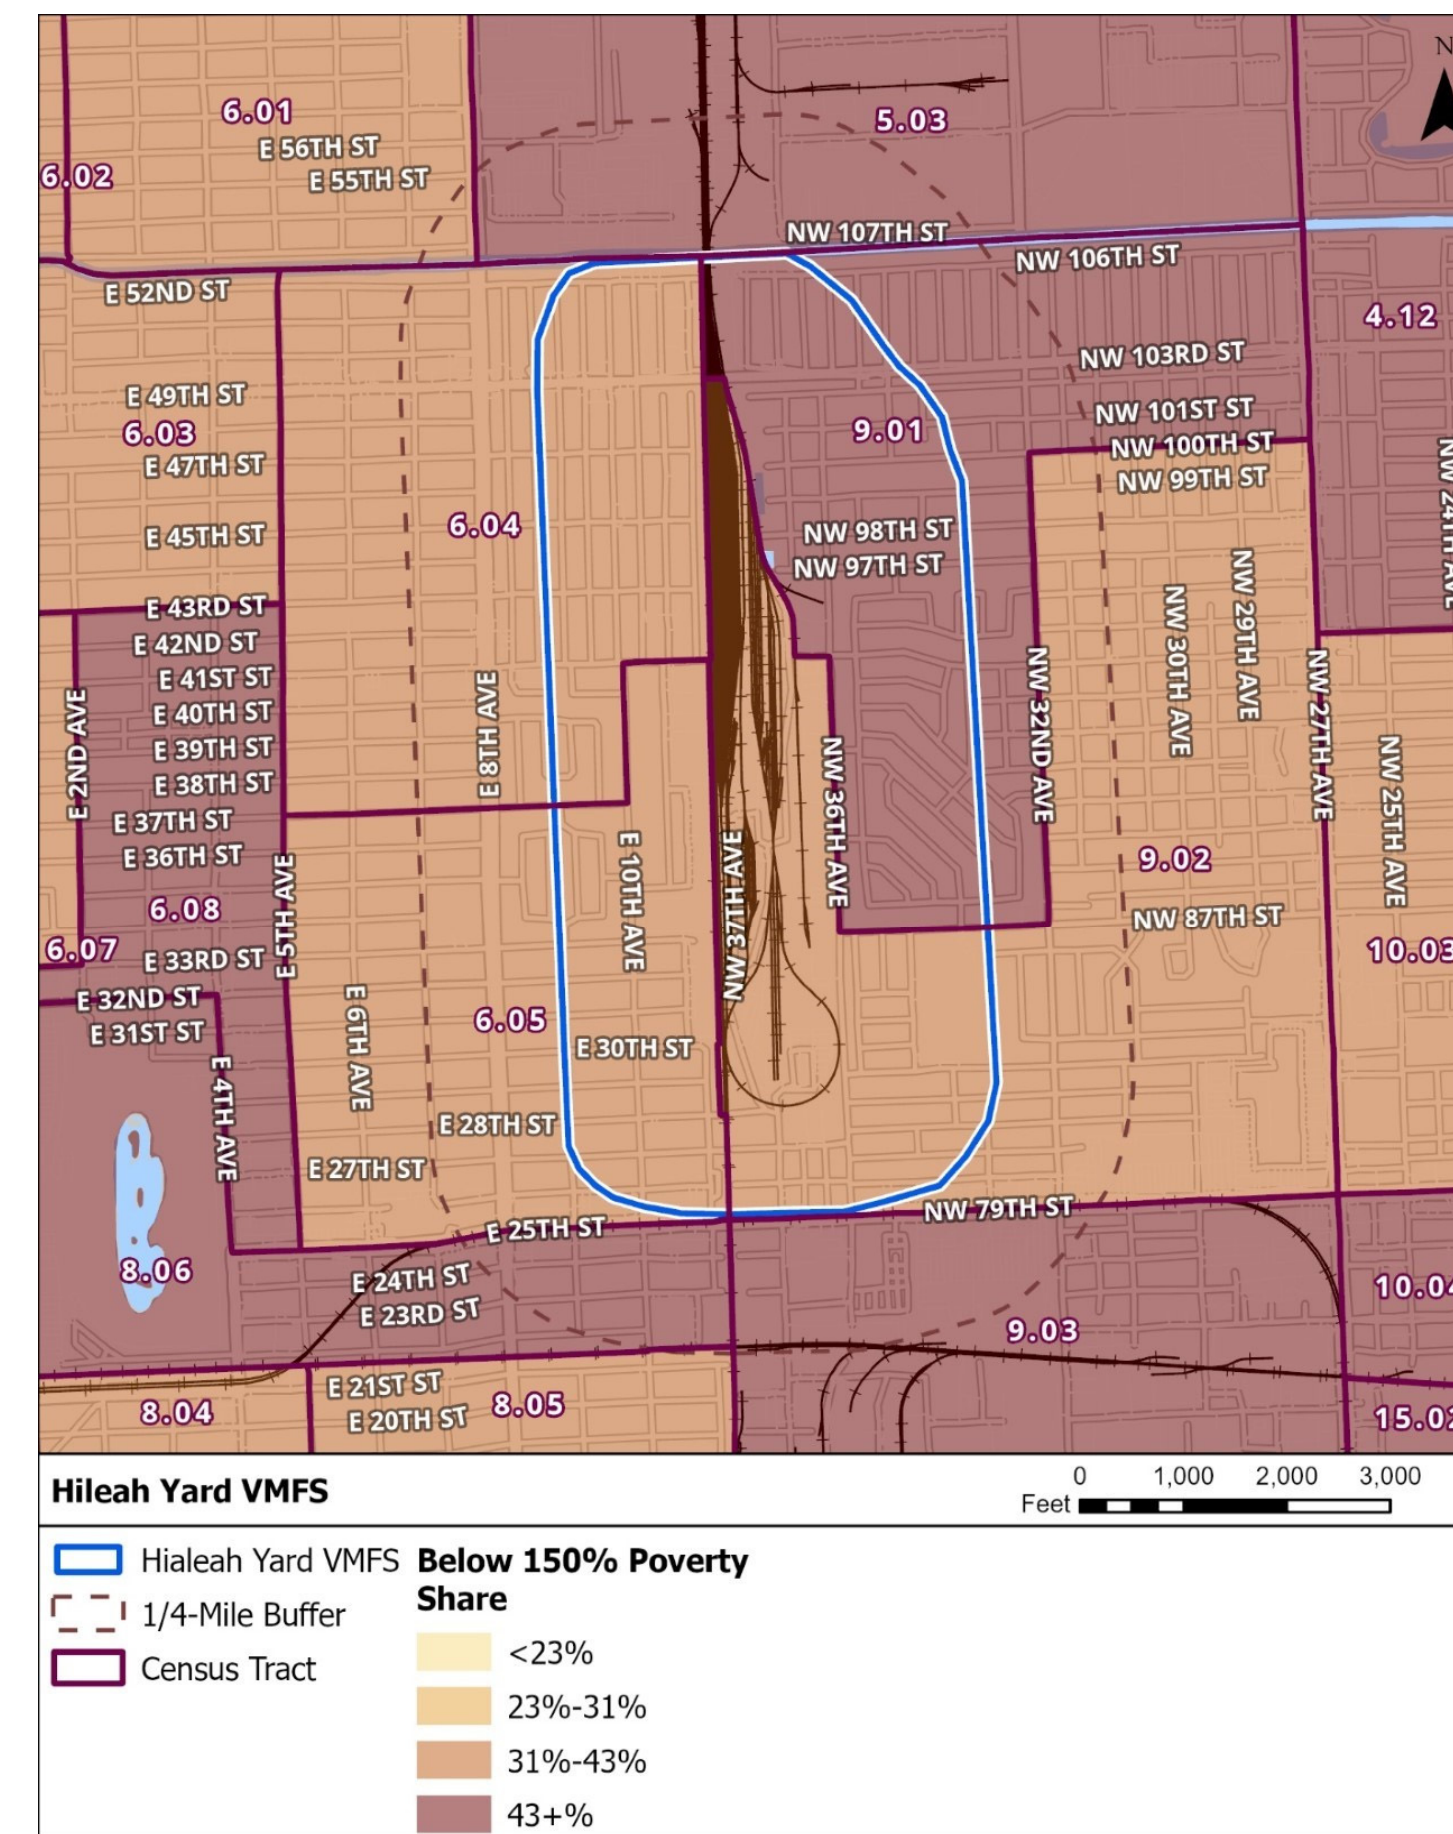 N
6.01
5.03
E 56TH ST
6.02
E 55TH ST
NW 107TH ST
NW 106TH ST
E 52ND ST
4.12
NW 103RD ST
E 49TH ST
NW 101ST ST
6.03
9.01
NW 100TH ST
E 47TH ST
NW 99TH ST
NW 24TH AVE
6.04
NW 98TH ST
E 45TH ST
NW 97TH ST
E 43RD ST
NW 30TH AVE
NW 29TH AVE
E 42ND ST
E 41ST ST
E 40TH ST
E 2ND AVE
E 8TH AVE
NW 32ND AVE
NW 27TH AVE
E 39TH ST
E 38TH ST
NW 36TH AVE
NW 25TH AVE
E 37TH ST
E 36TH ST
9.02
E 5TH AVE
E 10TH AVE
NW 37TH AVE
6.08
NW 87TH ST
6.07
10.03
E 33RD ST
E 32ND ST
6.05
E 31ST ST
E 6TH AVE
E 30TH ST
E 4TH AVE
E 28TH ST
E 27TH ST
NW 79TH ST
E 25TH ST
8.06
E 24TH ST
10.04
E 23RD ST
9.03
E 21ST ST
8.04
8.05
E 20TH ST
15.02
Hileah Yard VMFS
0 1,000 2,000 3,000
Feet
Hialeah Yard VMFS
1/4-Mile Buffer
Census Tract
Below 150% Poverty
Share
<23%
23%-31%
31%-43%
43+%